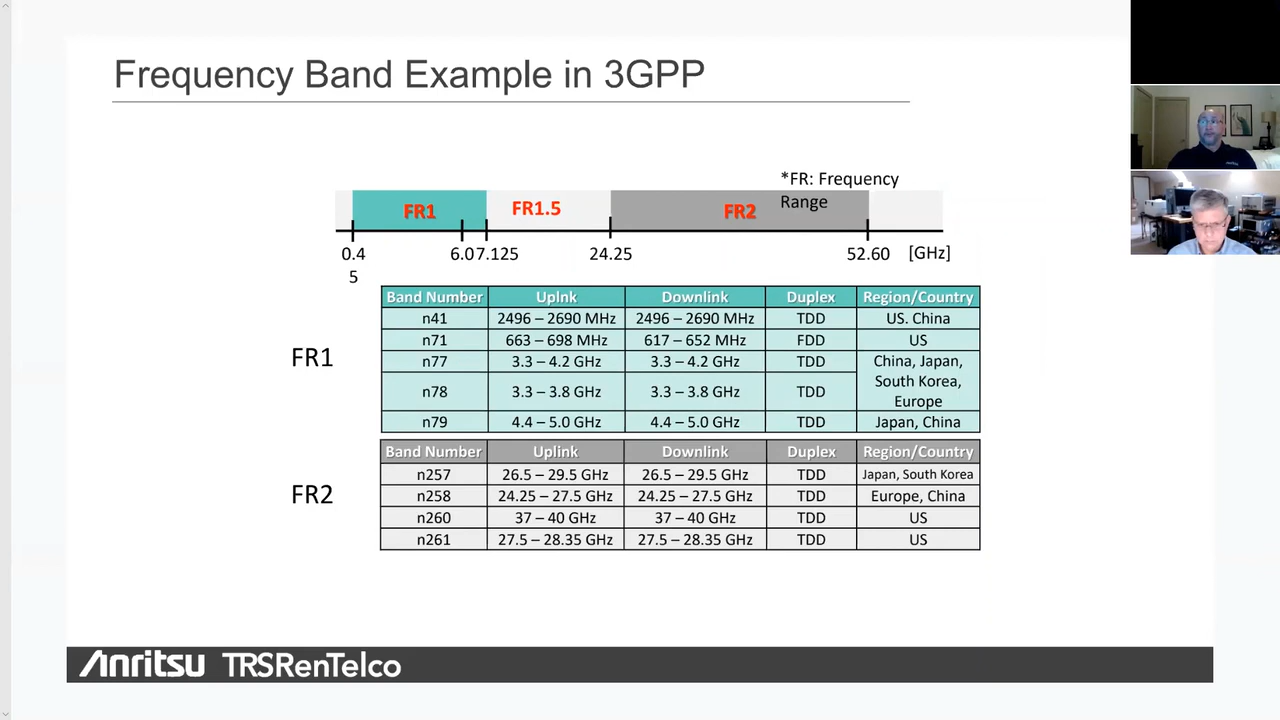 Frequency Band Example in 3GPP
*FR: Frequency
Range
FR1 FR1.5 FR2
0.4
5
6.0 7.125 24.25 52.60 [GHz]
FR1
Band Number Uplnk Downlink Duplex Region/Country
n41 2496 – 2690 MHz 2496 – 2690 MHz TDD US. China
n71 663 – 698 MHz 617 – 652 MHz FDD US
n77 3.3 – 4.2 GHz 3.3 – 4.2 GHz TDD China, Japan,
South Korea,
Europe
n78 3.3 – 3.8 GHz 3.3 – 3.8 GHz TDD
n79 4.4 – 5.0 GHz 4.4 – 5.0 GHz TDD Japan, China
FR2
Band Number Uplink Downlink Duplex Region/Country
n257 26.5 – 29.5 GHz 26.5 – 29.5 GHz TDD Japan, South Korea
n258 24.25 – 27.5 GHz 24.25 – 27.5 GHz TDD Europe, China
n260 37 – 40 GHz 37 – 40 GHz TDD US
n261 27.5 – 28.35 GHz 27.5 – 28.35 GHz TDD US
Anritsu TRSRenTelco